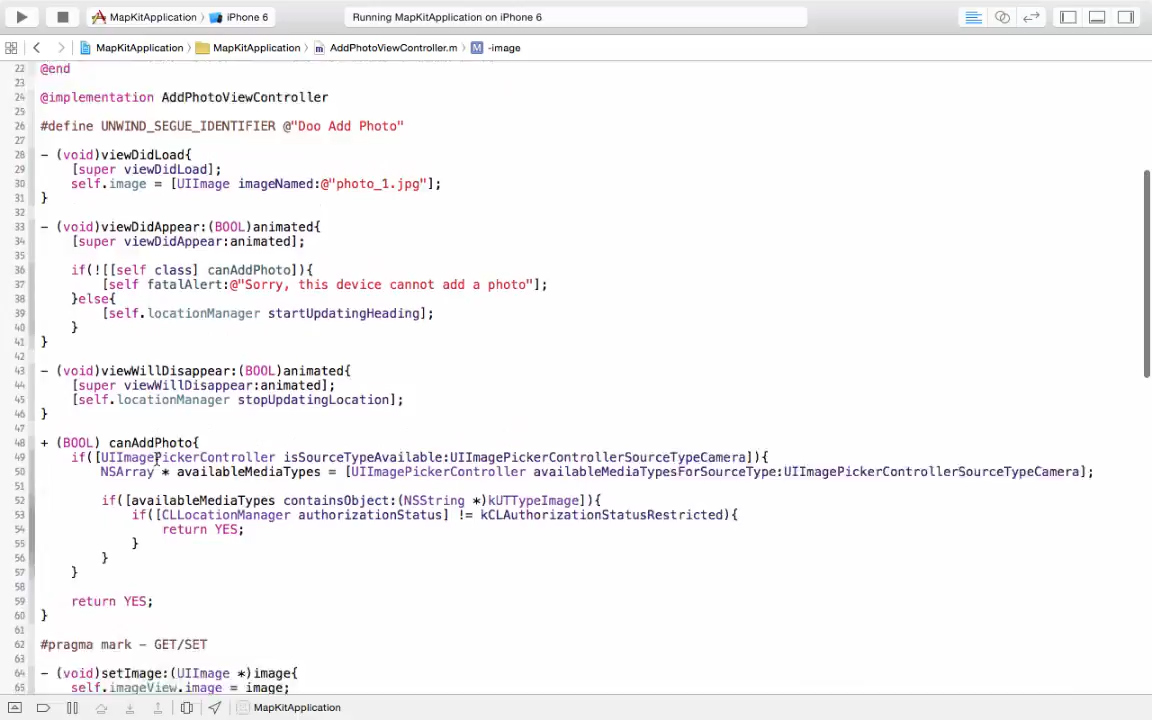 MapKitApplication iPhone 6 Running MapKitApplication on iPhone 6
MapKitApplication MapKitApplication AddPhotoViewController.m M -image
22 @end
23
24 @implementation AddPhotoViewController
25
26 #define UNWIND_SEGUE_IDENTIFIER @"Doo Add Photo"
27
28 - (void)viewDidLoad{
29 [super viewDidLoad];
30 self.image = [UIImage imageNamed:@"photo_1.jpg"];
31 }
32
33 - (void)viewDidAppear:(BOOL)animated{
34 [super viewDidAppear:animated];
35
36 if(![[self class] canAddPhoto]){
37 [self fatalAlert:@"Sorry, this device cannot add a photo"];
38 }else{
39 [self.locationManager startUpdatingHeading];
40 }
41 }
42
43 - (void)viewWillDisappear:(BOOL)animated{
44 [super viewWillDisappear:animated];
45 [self.locationManager stopUpdatingLocation];
46 }
47
48 + (BOOL) canAddPhoto{
49 if([UIImagePickerController isSourceTypeAvailable:UIImagePickerControllerSourceTypeCamera]){
50 NSArray * availableMediaTypes = [UIImagePickerController availableMediaTypesForSourceType:UIImagePickerControllerSourceTypeCamera];
51
52 if([availableMediaTypes containsObject:(NSString *)kUTTypeImage]){
53 if([CLLocationManager authorizationStatus] != kCLAuthorizationStatusRestricted){
54 return YES;
55 }
56 }
57 }
58
59 return YES;
60 }
61
62 #pragma mark - GET/SET
63
64 - (void)setImage:(UIImage *)image{
65 self.imageView.image = image;
MapKitApplication